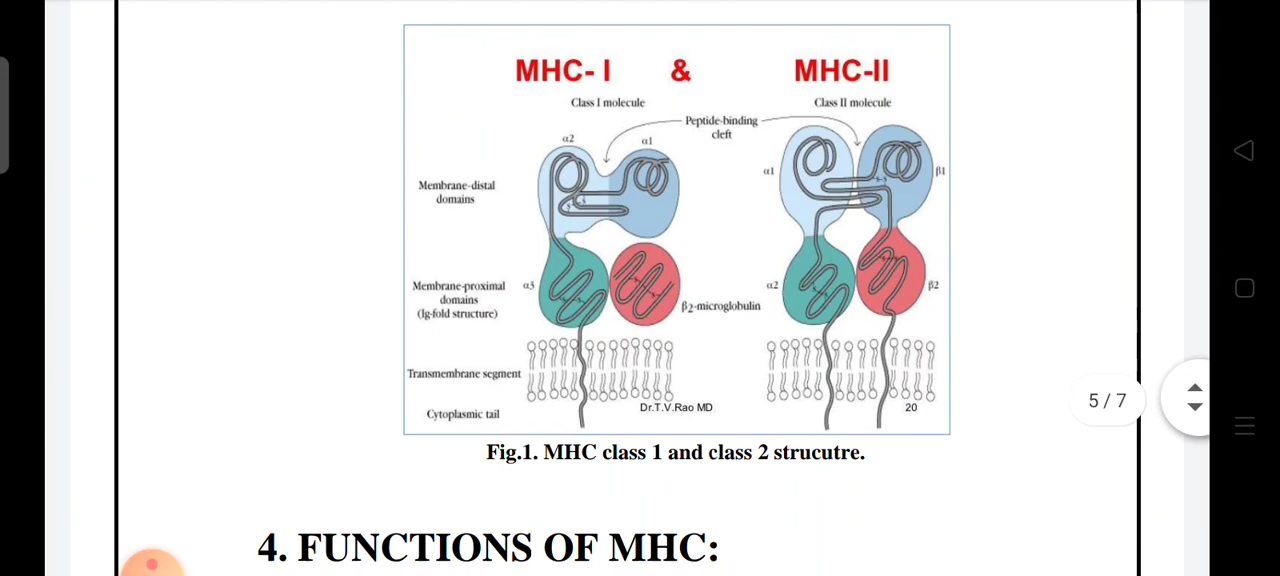 MHC- I & MHC-II
Class I molecule
Class II molecule
Peptide-binding
cleft
α2
α1
α1
β1
Membrane-distal
domains
Membrane-proximal
domains
(Ig-fold structure)
α3
β2-microglobulin
α2
β2
Transmembrane segment
Cytoplasmic tail
Dr.T.V.Rao MD
20
5 / 7
Fig.1. MHC class 1 and class 2 strucutre.
4. FUNCTIONS OF MHC: